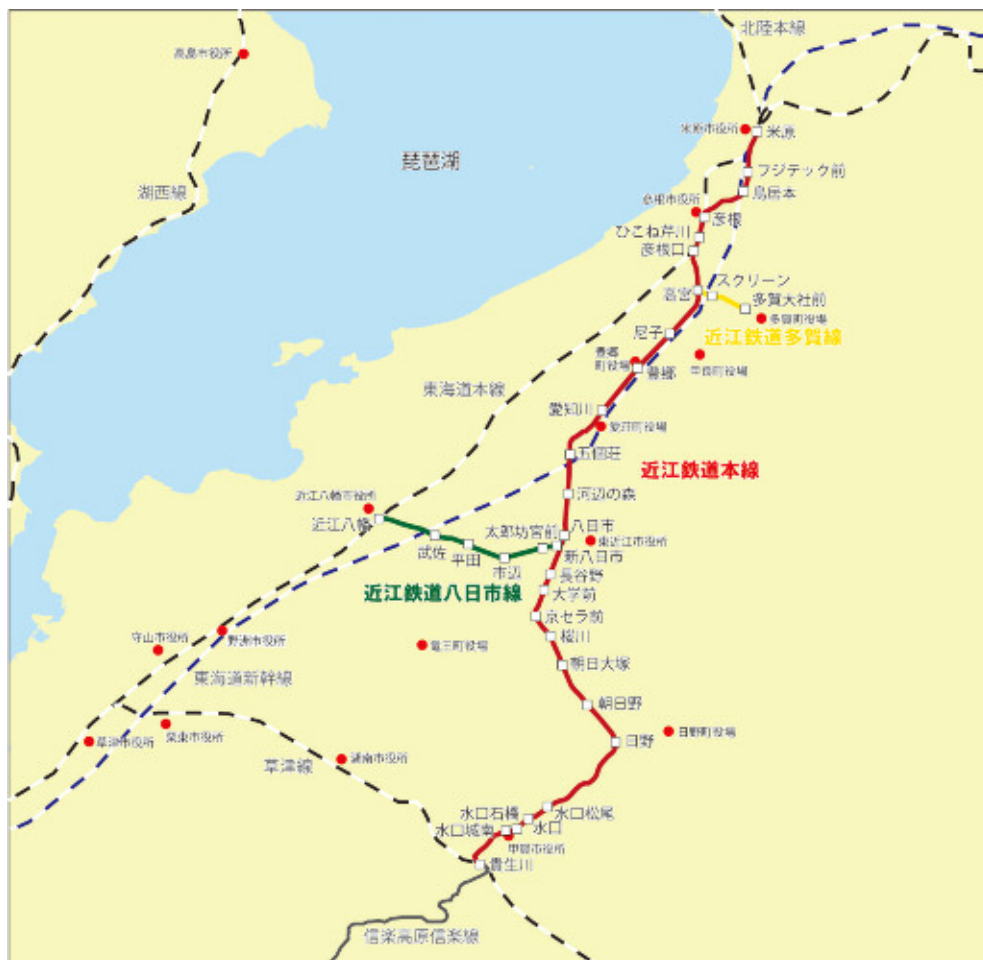 北陸本線
高島市役所
米原市役所
米原
琵琶湖
フジテック前
湖西線
鳥居本
彦根市役所
彦根
ひこね芹川
彦根口
スクリーン
高宮
多賀大社前
多賀町役場
近江鉄道多賀線
尼子
豊郷
町役場
豊郷
甲良町役場
東海道本線
愛知川
愛荘町役場
五個荘
近江鉄道本線
河辺の森
近江八幡市役所
近江八幡
太郎坊宮前
八日市
東近江市役所
武佐
平田
市辺
新八日市
長谷野
近江鉄道八日市線
大学前
京セラ前
桜川
守山市役所
野洲市役所
竜王町役場
朝日大塚
東海道新幹線
朝日野
栗東市役所
草津市役所
日野
日野町役場
湖南市役所
草津線
水口石橋
水口松尾
水口城南
水口
甲賀市役所
貴生川
信楽高原信楽線